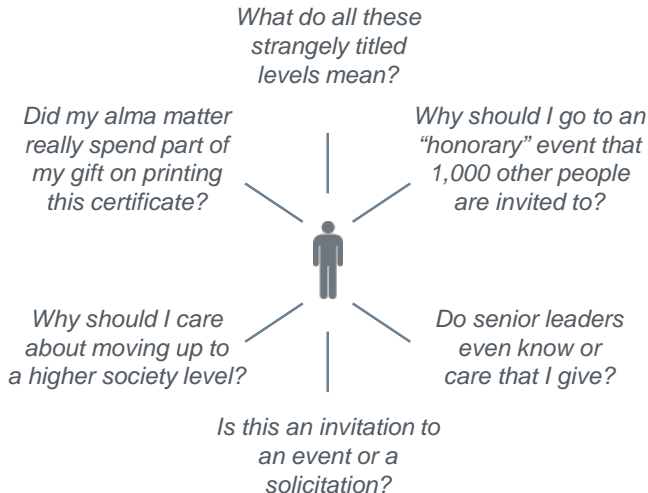 What do all these
strangely titled
levels mean?
Did my alma matter
really spend part of
my gift on printing
this certificate?
Why should I go to an
“honorary” event that
1,000 other people
are invited to?
Why should I care
about moving up to
a higher society level?
Do senior leaders
even know or
care that I give?
Is this an invitation to
an event or a
solicitation?